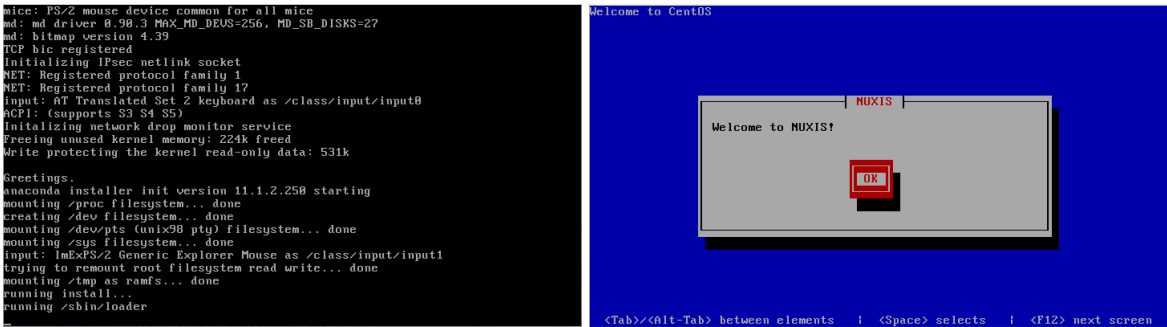 mice: PS/2 mouse device common for all mice
md: md driver 0.90.3 MAX_MD_DEVS=256, MD_SB_DISKS=27
md: bitmap version 4.39
TCP bic registered
Initializing IPsec netlink socket
NET: Registered protocol family 1
NET: Registered protocol family 17
input: AT Translated Set 2 keyboard as /class/input/input0
ACPI: (supports S3 S4 S5)
Initalizing network drop monitor service
Freeing unused kernel memory: 224k freed
Write protecting the kernel read-only data: 531k
Greetings.
anaconda installer init version 11.1.2.250 starting
mounting /proc filesystem... done
creating /dev filesystem... done
mounting /dev/pts (unix98 pty) filesystem... done
mounting /sys filesystem... done
input: ImExPS/2 Generic Explorer Mouse as /class/input/input1
trying to remount root filesystem read write... done
mounting /tmp as ramfs... done
running install...
running /sbin/loader
Welcome to CentOS
NUXIS
Welcome to NUXIS!
OK
<Tab>/<Alt-Tab> between elements | <Space> selects | <F12> next screen